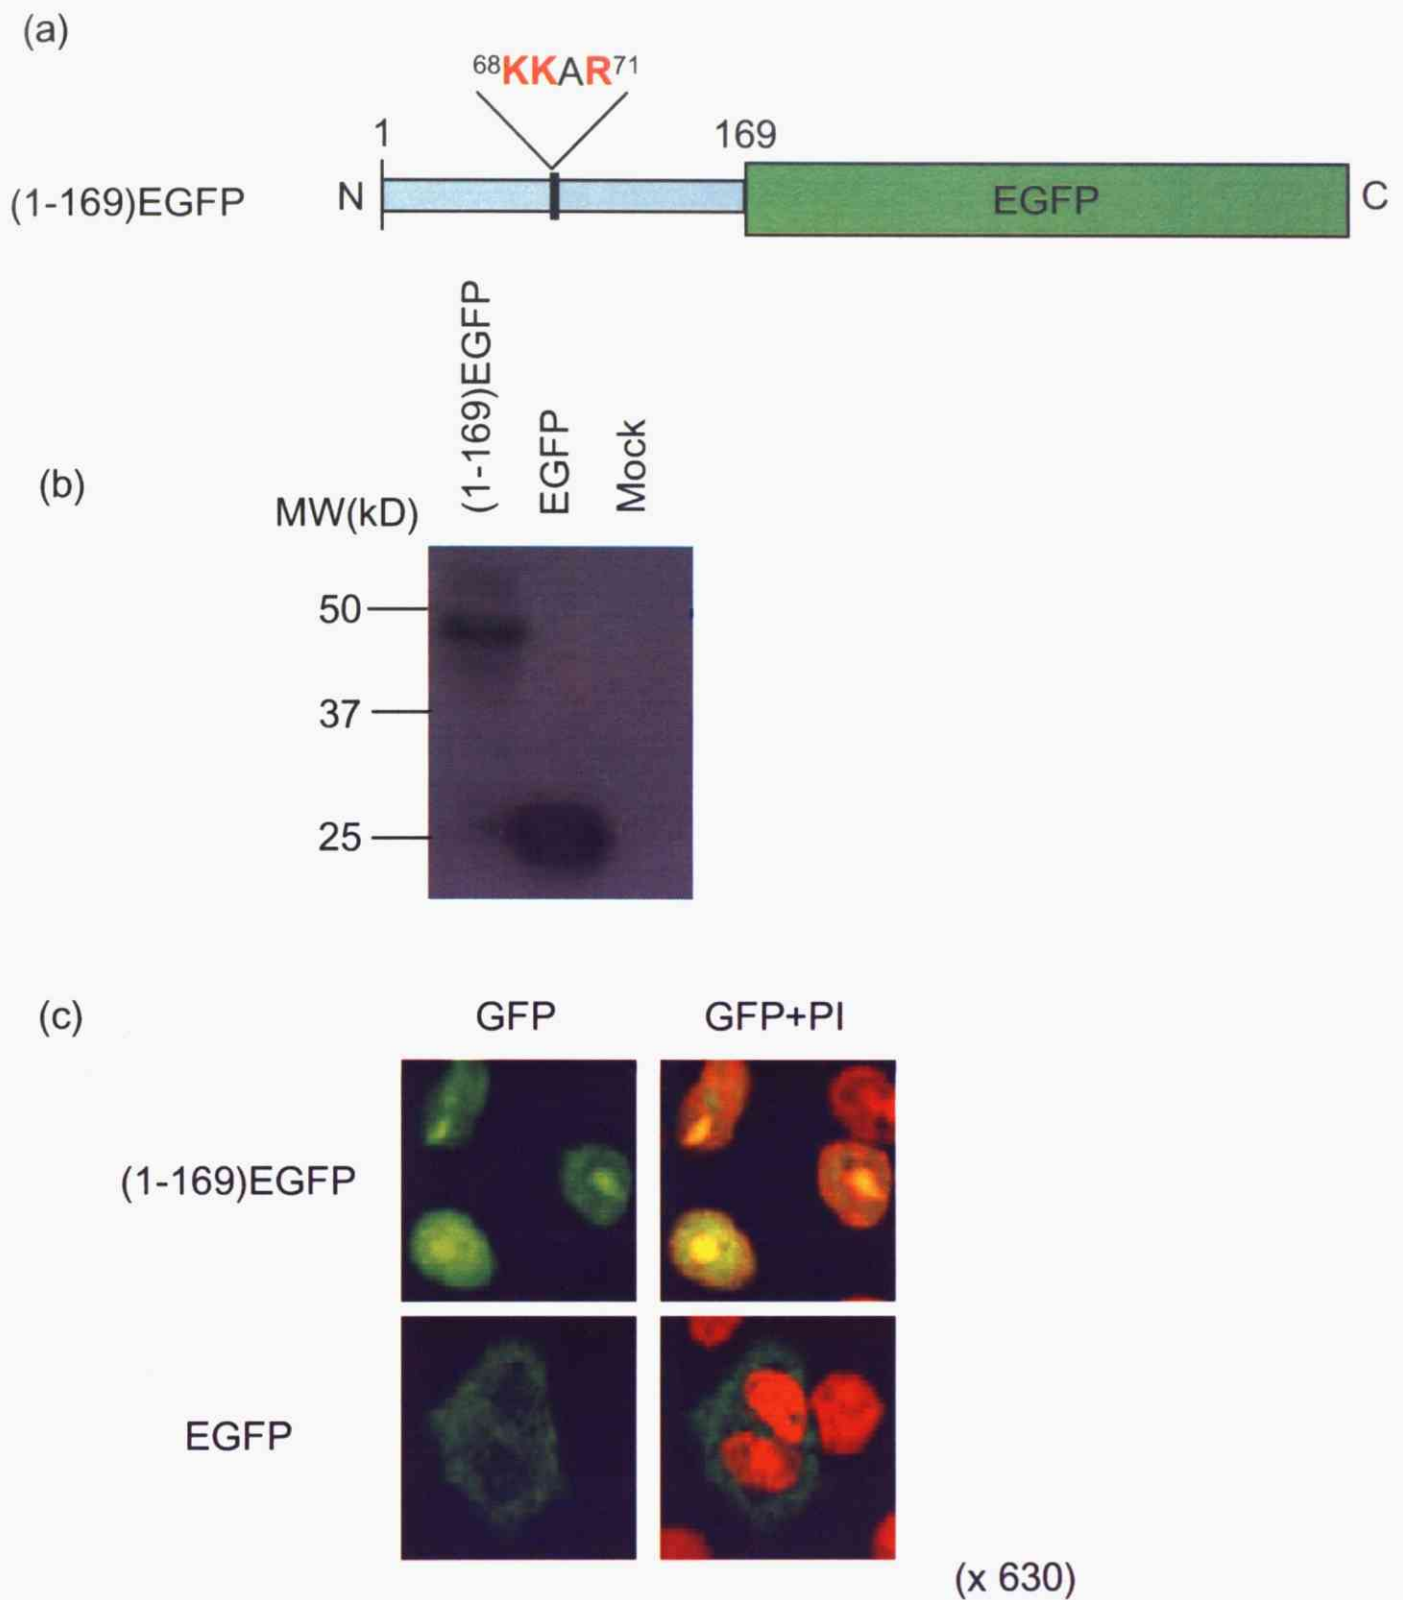 (a)
68KKAR71
1 169
(1-169)EGFP N EGFP C
(b)
MW(kD) (1-169)EGFP EGFP Mock
50
37
25
(c)
GFP GFP+PI
(1-169)EGFP
EGFP
(x 630)